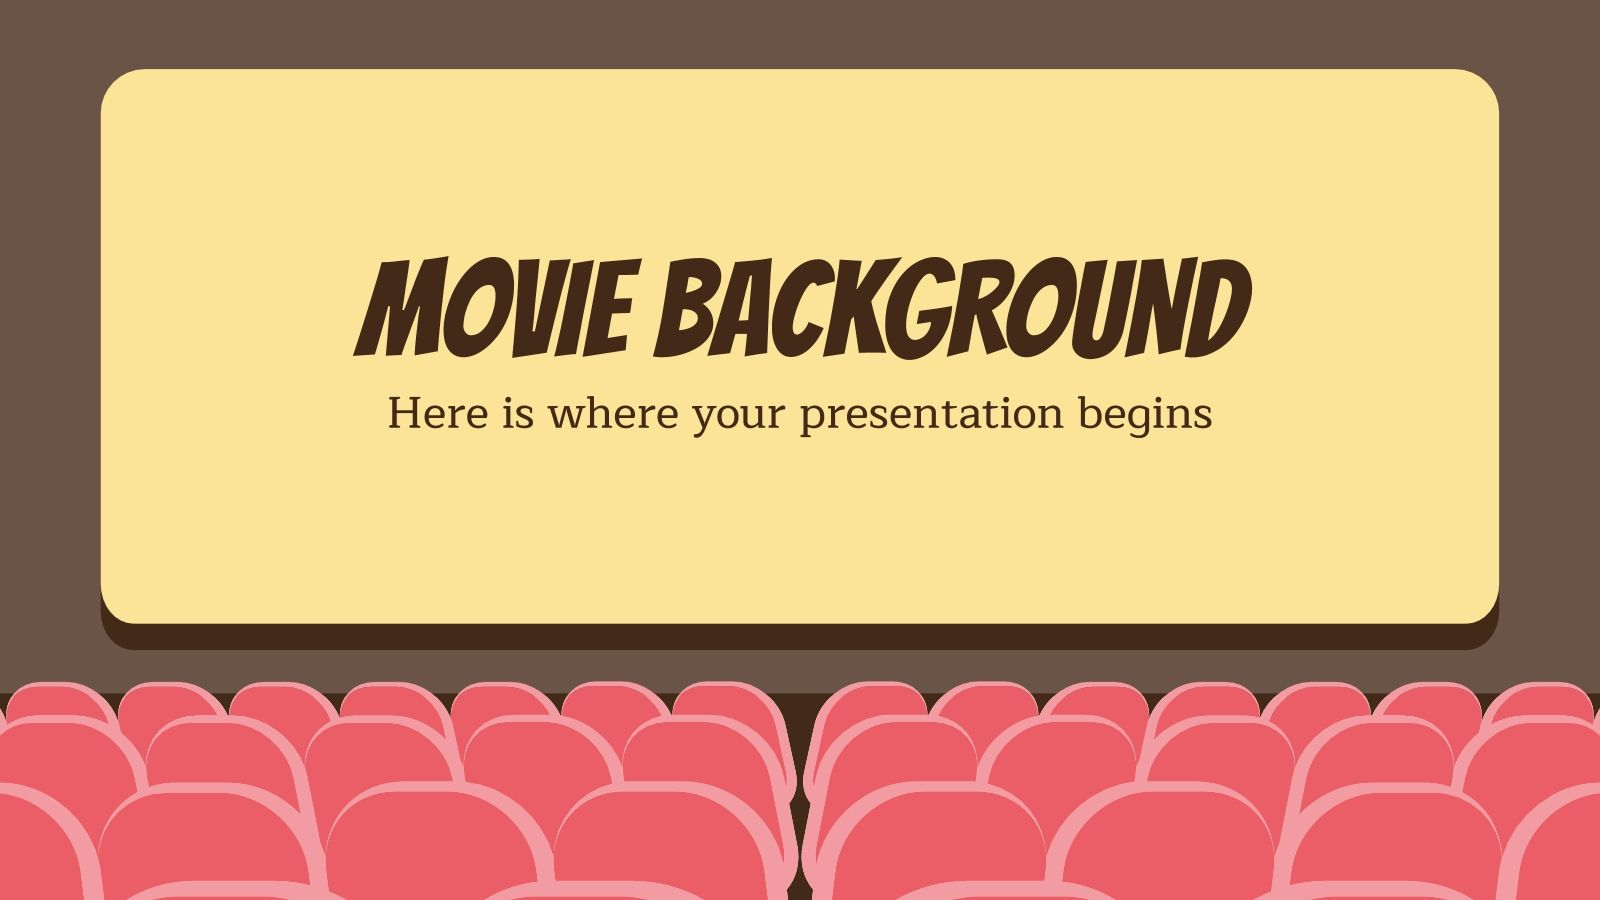 MOVIE BACKGROUND
Here is where your presentation begins